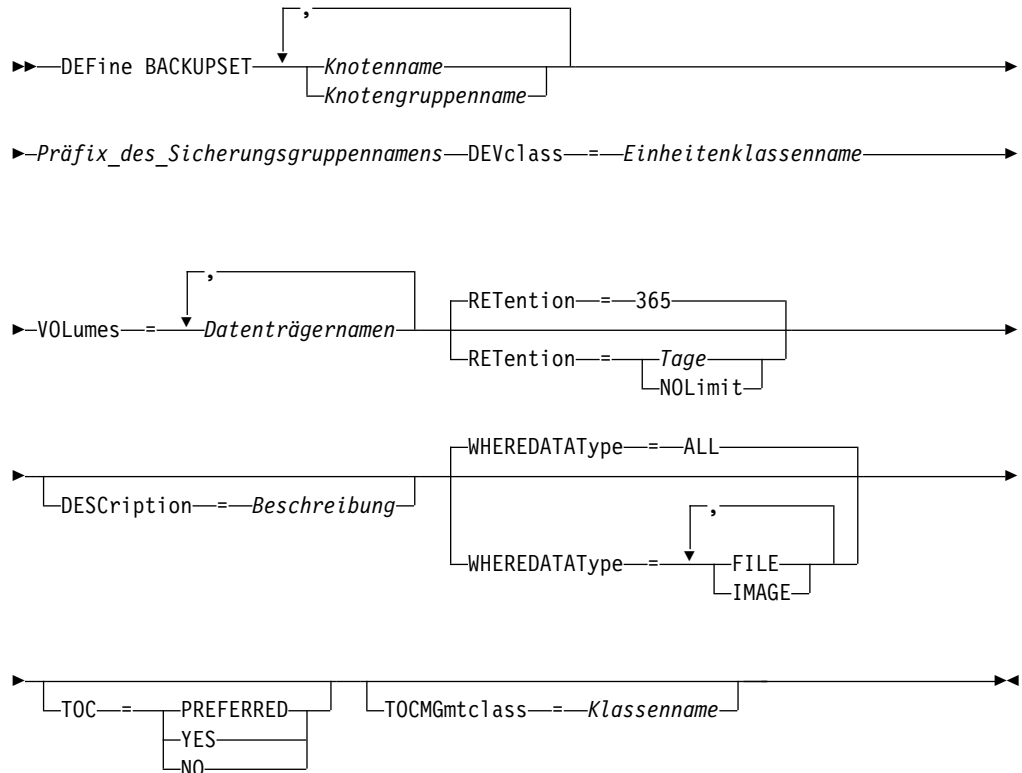 ,
DEFine BACKUPSET Knotenname
Knotengruppenname
Präfix_des_Sicherungsgruppennamens DEVclass = Einheitenklassenname
,
RETention = 365
VOLumes = Datenträgernamen
RETention = Tage
NOLimit
WHEREDATAType = ALL
DESCription = Beschreibung
,
WHEREDATAType = FILE
IMAGE
TOC = PREFERRED TOCMGmtclass = Klassenname
YES
NO